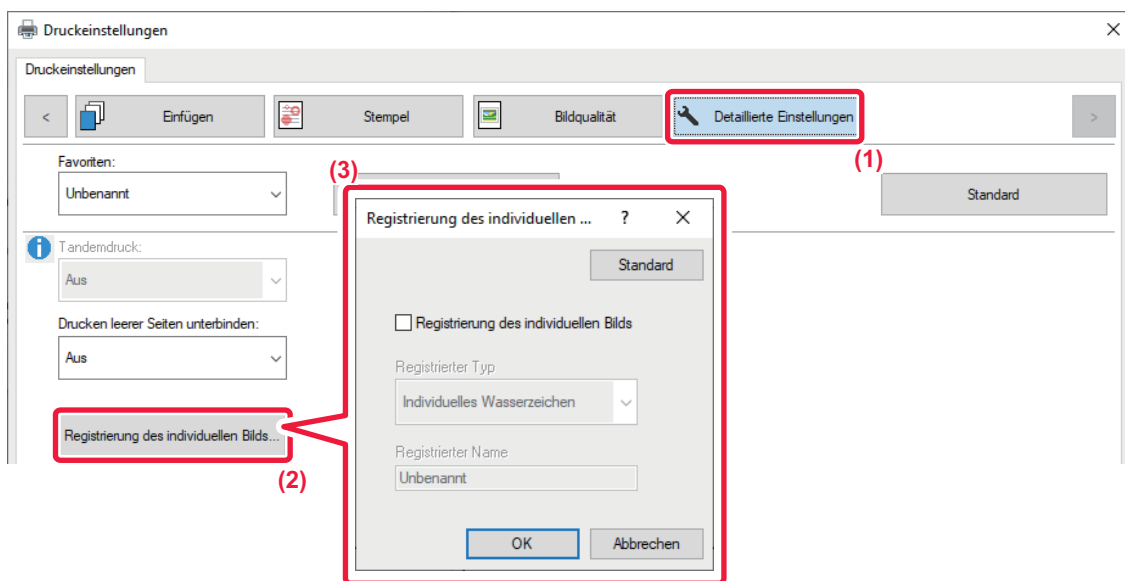 Druckeinstellungen
Druckeinstellungen
<
Einfügen
Stempel
Bildqualität
Detaillierte Einstellungen
>
(1)
Favoriten:
(3)
Unbenannt
Standard
Tandemdruck:
Aus
Drucken leerer Seiten unterbinden:
Aus
Registrierung des individuellen Bilds...
(2)
Registrierung des individuellen ...
?
Standard
Registrierung des individuellen Bilds
Registrierter Typ
Individuelles Wasserzeichen
Registrierter Name
Unbenannt
OK
Abbrechen